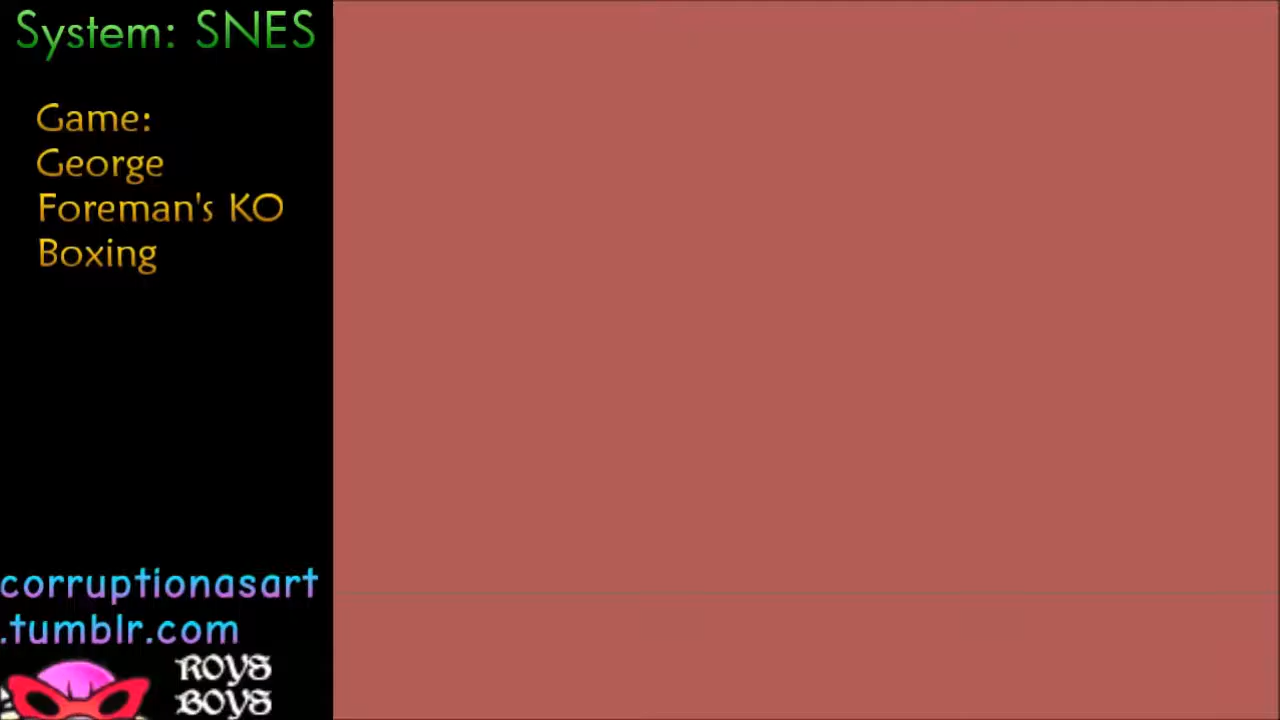 System: SNES
Game:
George
Foreman's KO
Boxing
corruptionasart
.tumblr.com
ROYS
BOYS